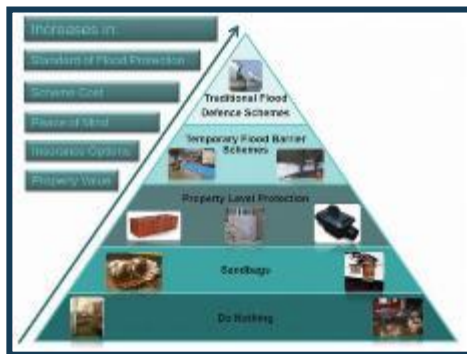 Increases in:
Standard of Flood Protection
Scheme Cost
Peace of Mind
Insurance Options
Property Value
Traditional Flood
Defence Schemes
Temporary Flood Barrier
Schemes
Property Level Protection
Sandbags
Do Nothing